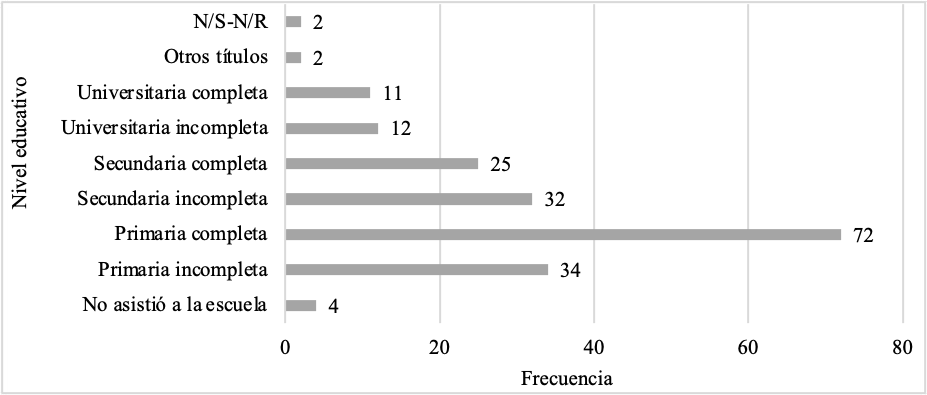 Nivel educativo
N/S-N/R 2
Otros títulos 2
Universitaria completa 11
Universitaria incompleta 12
Secundaria completa 25
Secundaria incompleta 32
Primaria completa 72
Primaria incompleta 34
No asistió a la escuela 4
0 20 40 60 80
Frecuencia